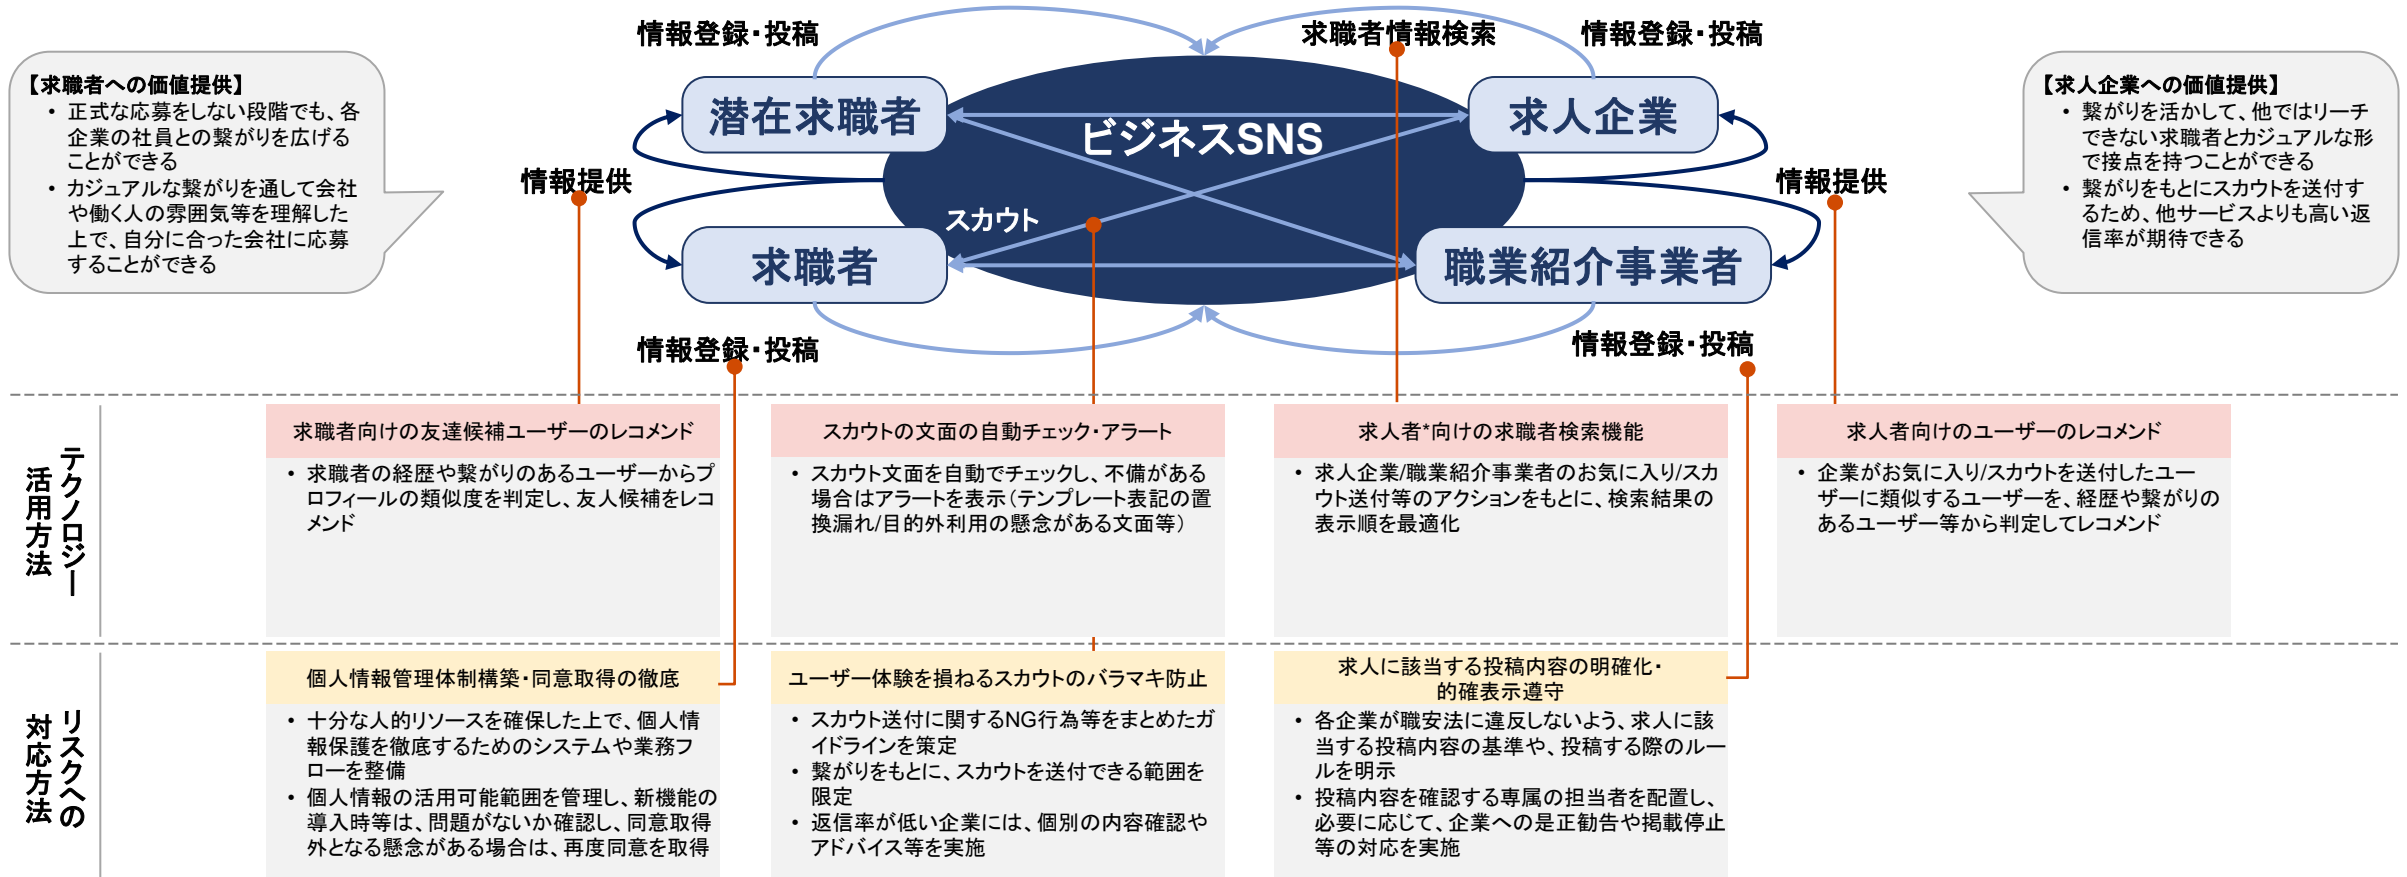 情報登録・投稿
求職者情報検索
情報登録・投稿
【求職者への価値提供】
• 正式な応募をしない段階でも、各
企業の社員との繋がりを広げる
ことができる
• カジュアルな繋がりを通して会社
や働く人の雰囲気等を理解した
上で、自分に合った会社に応募
することができる
潜在求職者
求人企業
ビジネスSNS
【求人企業への価値提供】
• 繋がりを活かして、他ではリーチ
できない求職者とカジュアルな形
で接点を持つことができる
• 繋がりをもとにスカウトを送付す
るため、他サービスよりも高い返
信率が期待できる
情報提供
情報提供
スカウト
求職者
職業紹介事業者
情報登録・投稿
情報登録・投稿
テクノロジー
活用方法
求職者向けの友達候補ユーザーのレコメンド
• 求職者の経歴や繋がりのあるユーザーからプ
ロフィールの類似度を判定し、友人候補をレコ
メンド
スカウトの文面の自動チェック・アラート
• スカウト文面を自動でチェックし、不備がある
場合はアラートを表示（テンプレート表記の置
換漏れ/目的外利用の懸念がある文面等）
求人者*向けの求職者検索機能
• 求人企業/職業紹介事業者のお気に入り/スカ
ウト送付等のアクションをもとに、検索結果の
表示順を最適化
求人者向けのユーザーのレコメンド
• 企業がお気に入り/スカウトを送付したユー
ザーに類似するユーザーを、経歴や繋がりの
あるユーザー等から判定してレコメンド
リスクへの
対応方法
個人情報管理体制構築・同意取得の徹底
• 十分な人的リソースを確保した上で、個人情
報保護を徹底するためのシステムや業務フ
ローを整備
• 個人情報の活用可能範囲を管理し、新機能の
導入時等は、問題がないか確認し、同意取得
外となる懸念がある場合は、再度同意を取得
ユーザー体験を損ねるスカウトのバラマキ防止
• スカウト送付に関するNG行為等をまとめたガ
イドラインを策定
• 繋がりをもとに、スカウトを送付できる範囲を
限定
• 返信率が低い企業には、個別の内容確認や
アドバイス等を実施
求人に該当する投稿内容の明確化・
的確表示遵守
• 各企業が職安法に違反しないよう、求人に該
当する投稿内容の基準や、投稿する際のルー
ルを明示
• 投稿内容を確認する専属の担当者を配置し、
必要に応じて、企業への是正勧告や掲載停止
等の対応を実施